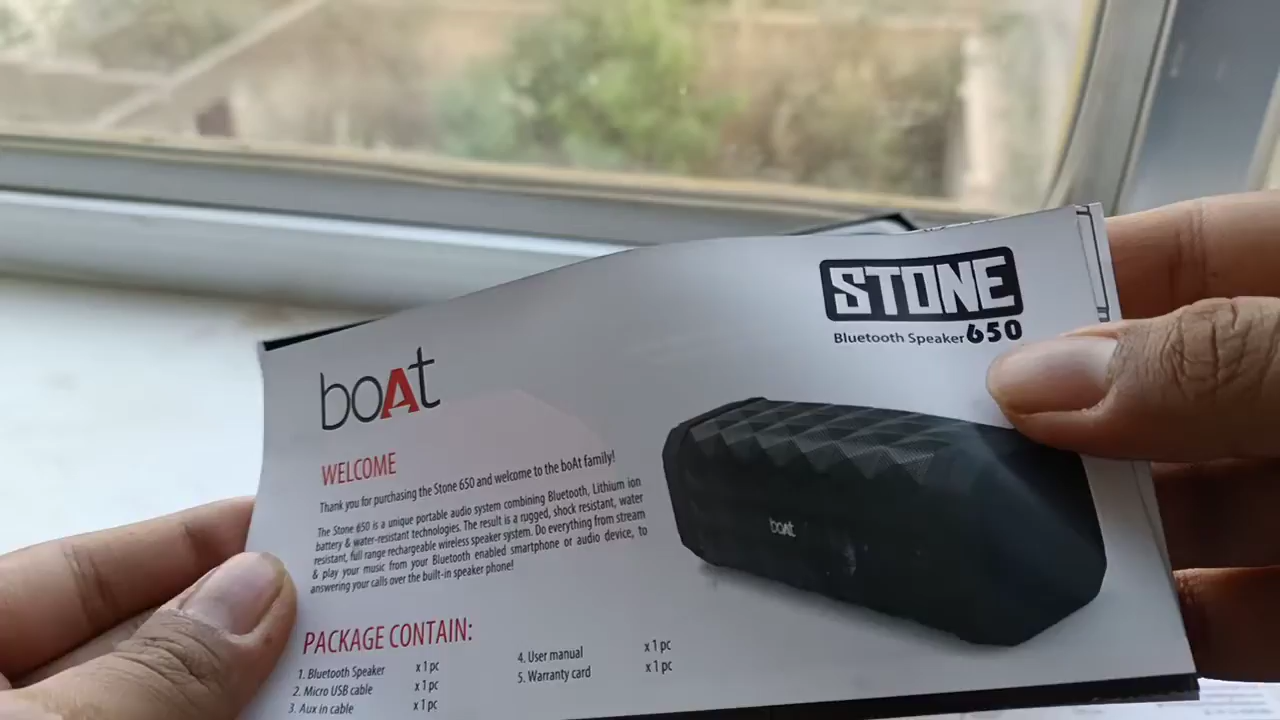 STONE
Bluetooth Speaker 650
boAt
WELCOME
Thank you for purchasing the Stone 650 and welcome to the boAt family!
The Stone 650 is a unique portable audio system combining Bluetooth, Lithium ion
battery & water-resistant technologies. The result is a rugged, shock resistant, water
resistant, full range rechargeable wireless speaker system. Do everything from stream
& play your music from your Bluetooth enabled smartphone or audio device, to
answering your calls over the built-in speaker phone!
boAt
PACKAGE CONTAIN:
1. Bluetooth Speaker x 1 pc
2. Micro USB cable x 1 pc
3. Aux in cable x 1 pc
4. User manual x 1 pc
5. Warranty card x 1 pc